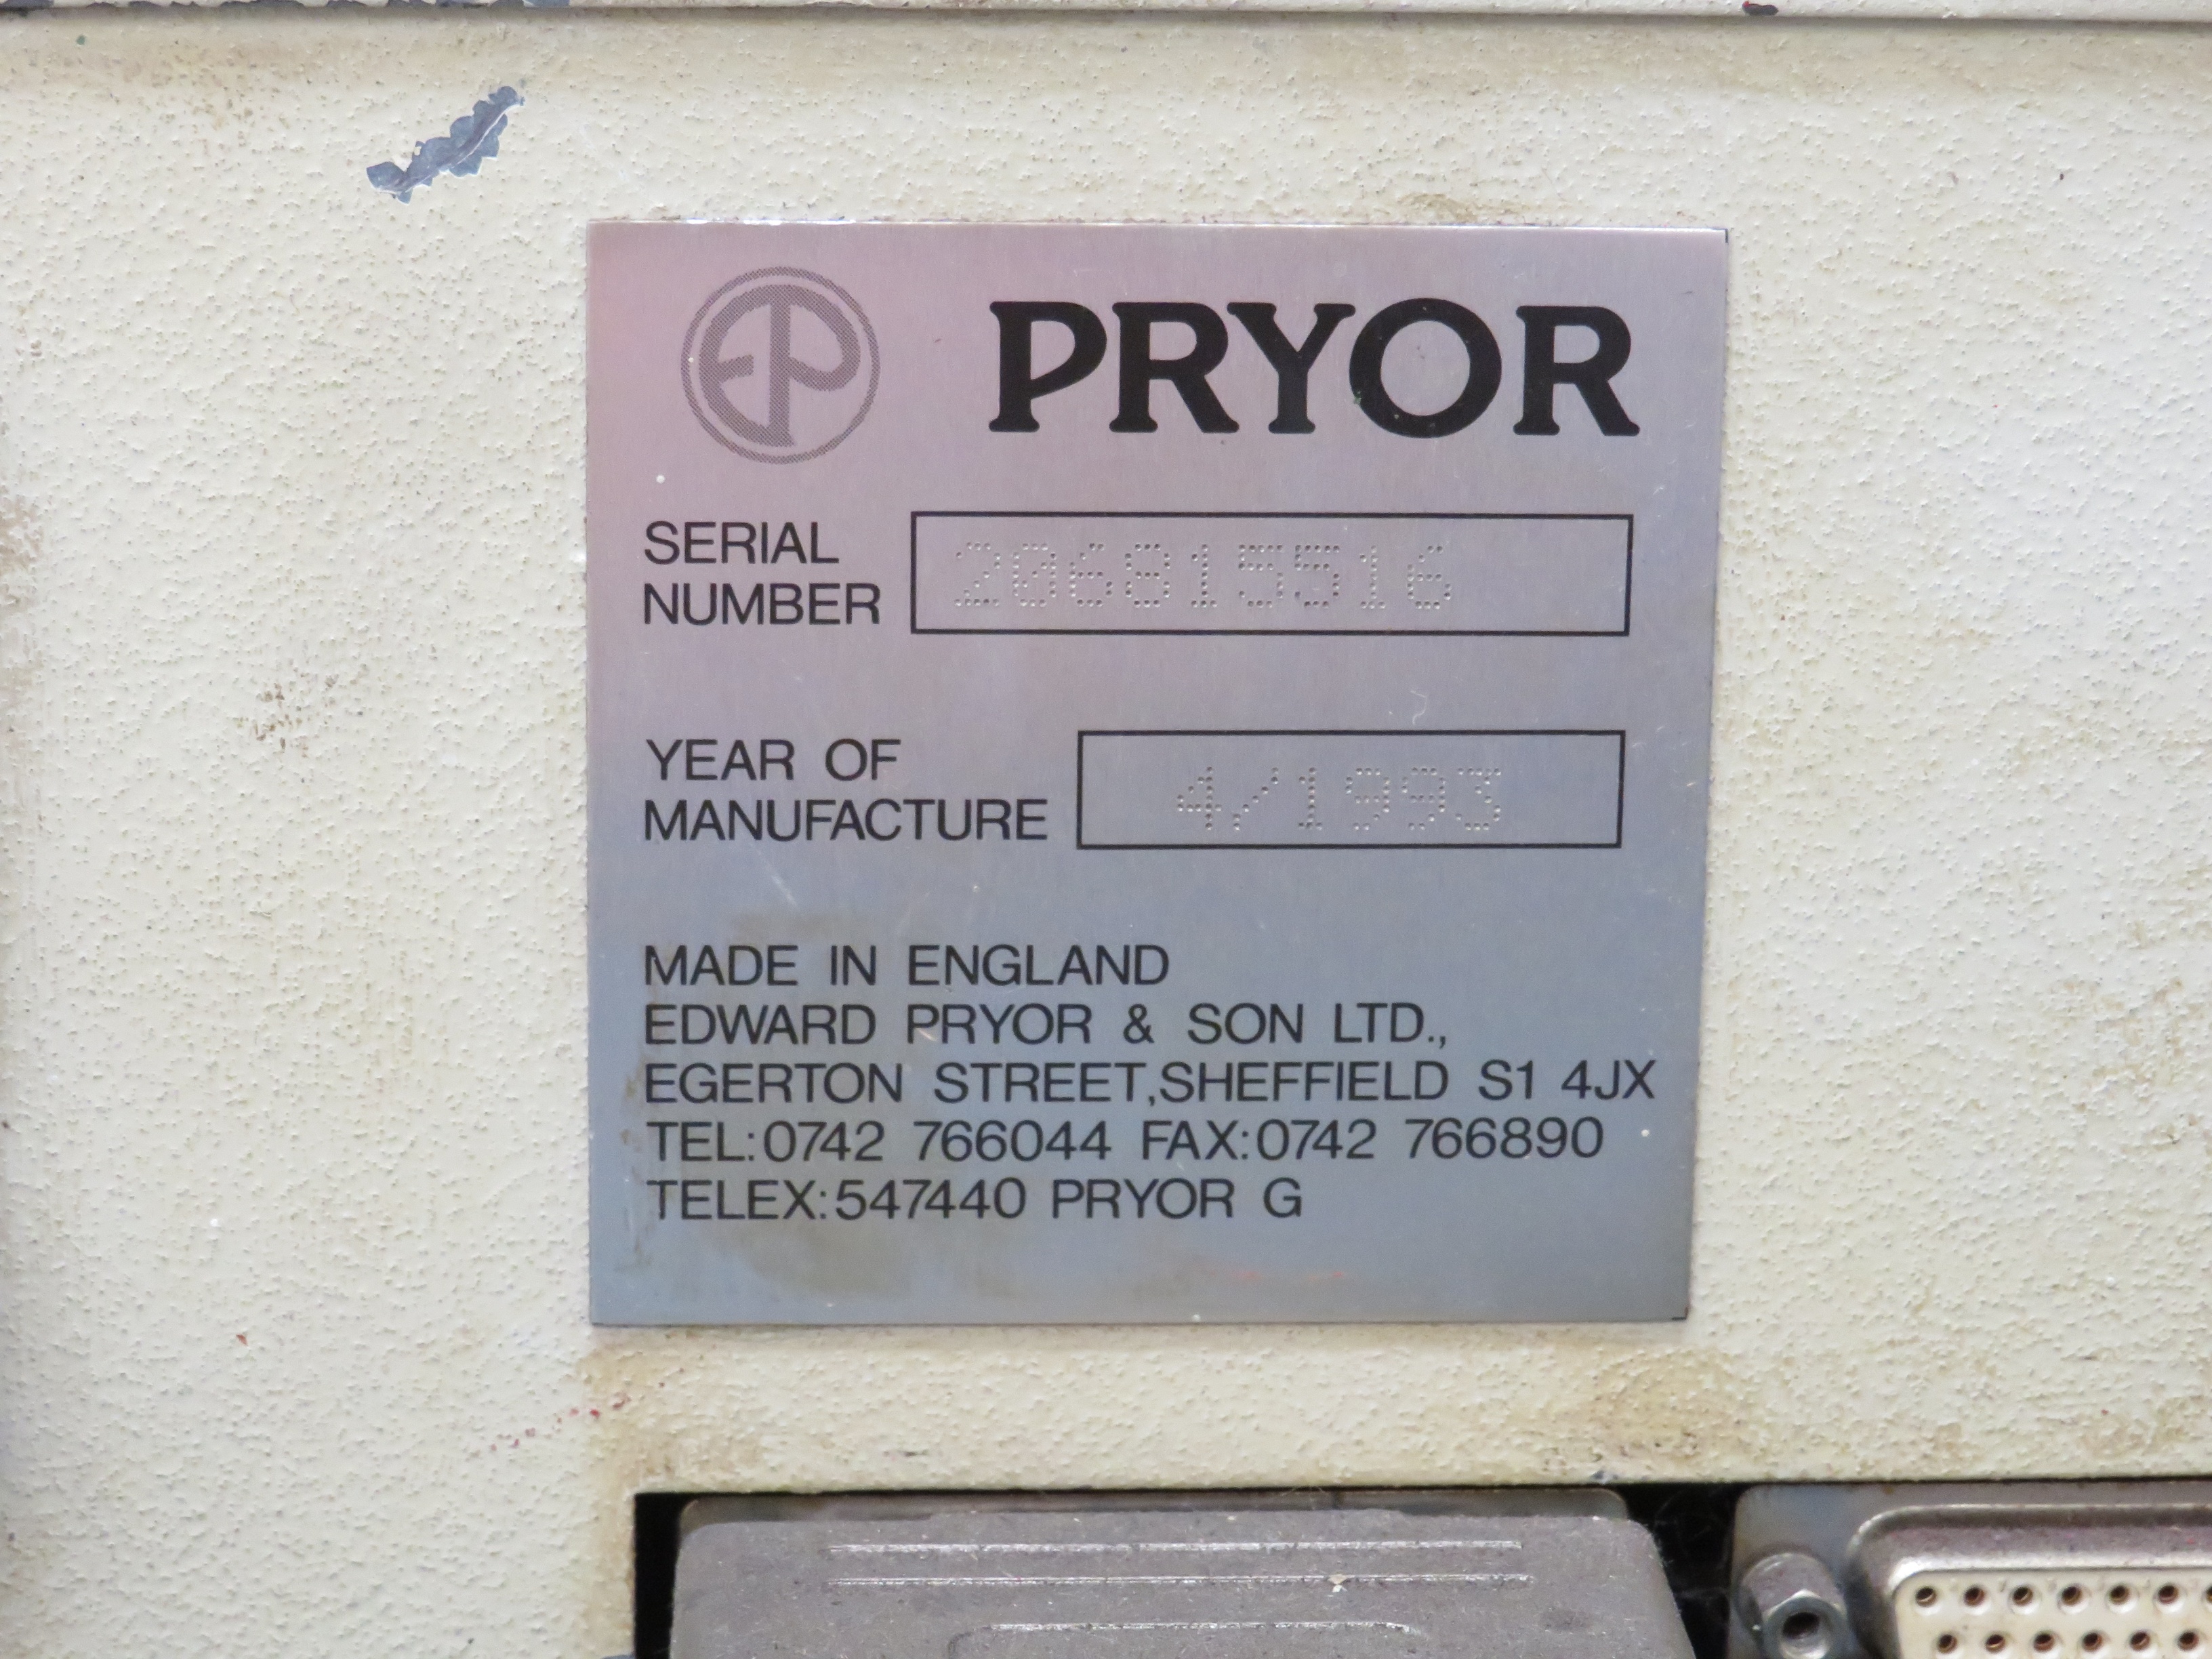 EP PRYOR
SERIAL
NUMBER 206815516
YEAR OF
MANUFACTURE 4/1993
MADE IN ENGLAND
EDWARD PRYOR & SON LTD.,
EGERTON STREET,SHEFFIELD S1 4JX
TEL:0742 766044 FAX:0742 766890
TELEX:547440 PRYOR G